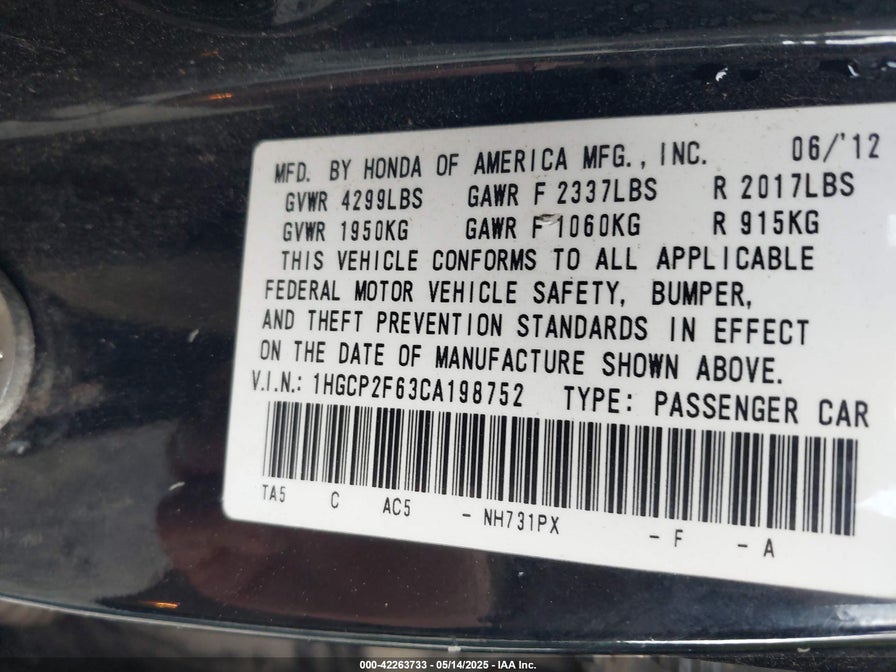 MFD. BY HONDA OF AMERICA MFG., INC. 06/'12
GVWR 4299LBS GAWR F 2337LBS R 2017LBS
GVWR 1950KG GAWR F 1060KG R 915KG
THIS VEHICLE CONFORMS TO ALL APPLICABLE
FEDERAL MOTOR VEHICLE SAFETY, BUMPER,
AND THEFT PREVENTION STANDARDS IN EFFECT
ON THE DATE OF MANUFACTURE SHOWN ABOVE.
V.I.N.: 1HGCP2F63CA198752 TYPE: PASSENGER CAR
TA5 C AC5 - NH731PX - F - A
000-42263733 - 05/14/2025 - IAA Inc.